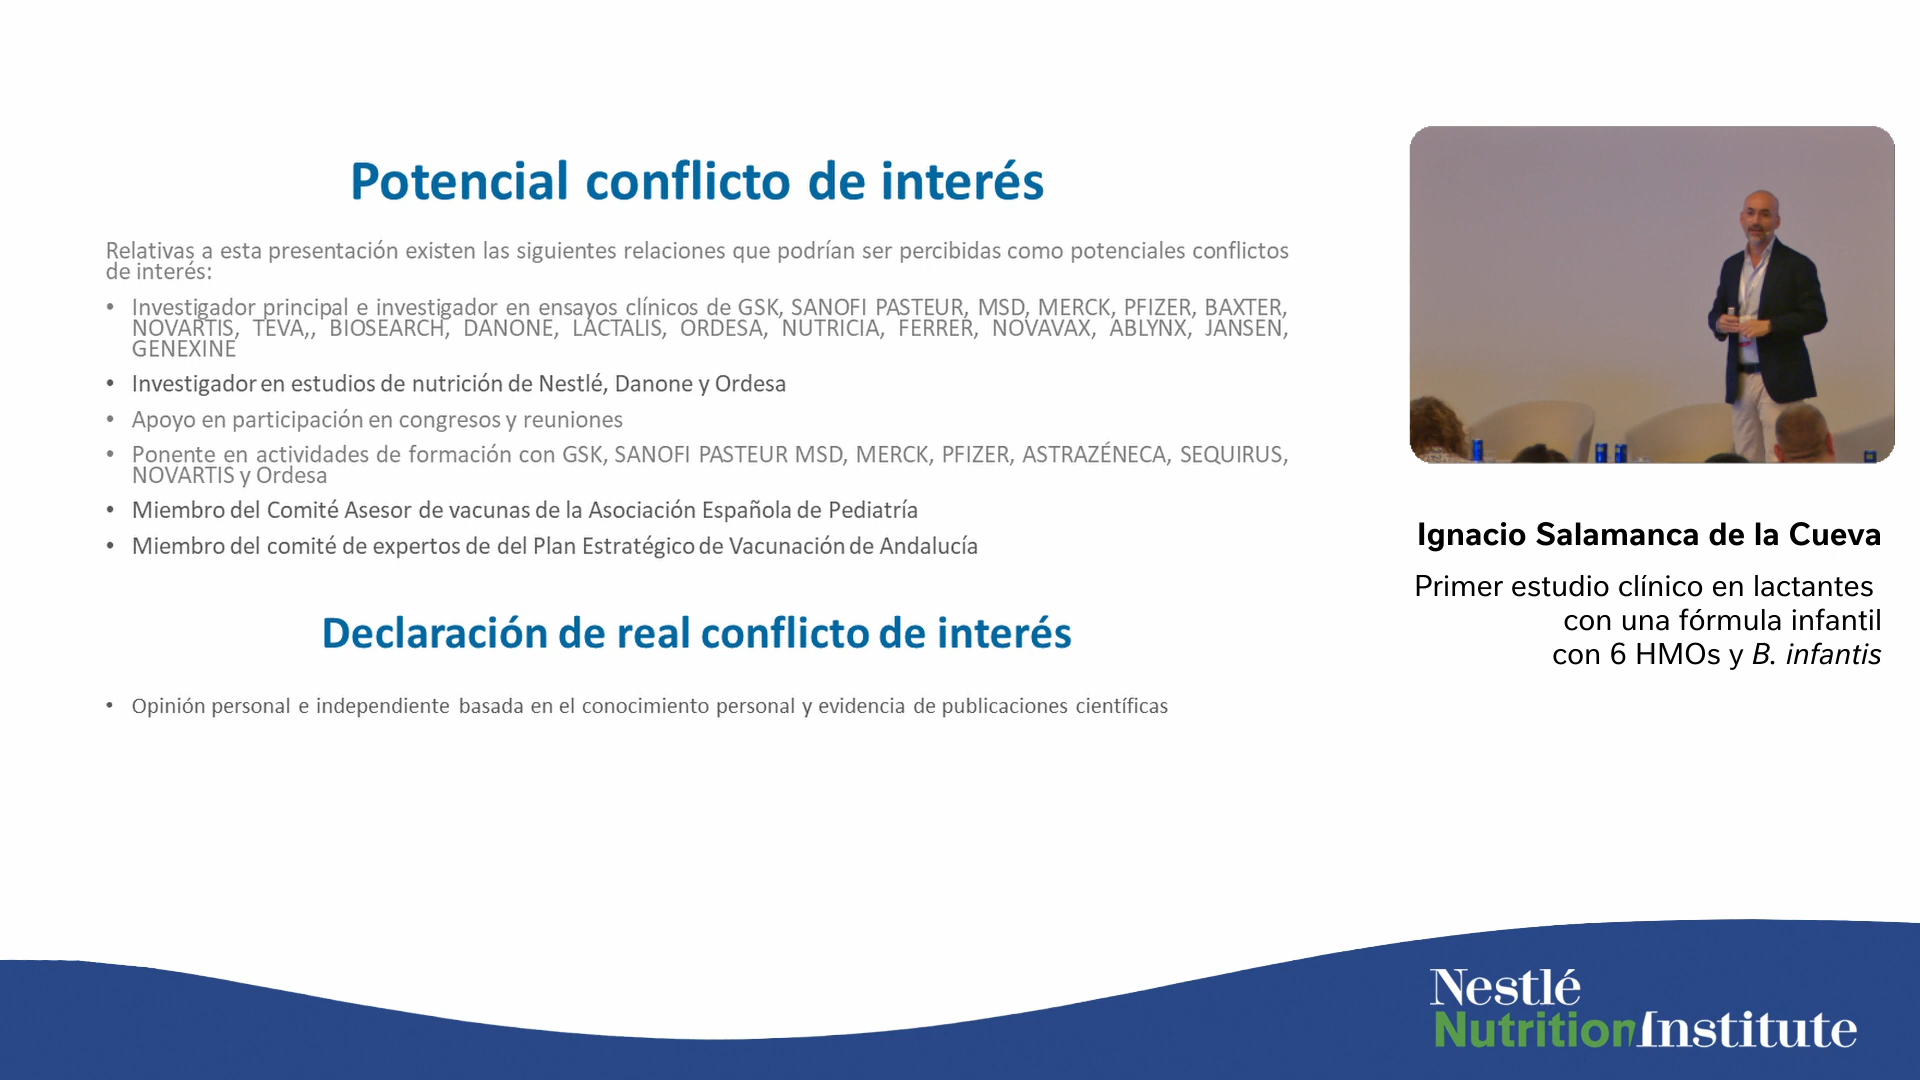 Potencial conflicto de interés
Relativas a esta presentación existen las siguientes relaciones que podrían ser percibidas como potenciales conflictos
de interés:
• Investigador principal e investigador en ensayos clínicos de GSK, SANOFI PASTEUR, MSD, MERCK, PFIZER, BAXTER,
NOVARTIS, TEVA,, BIOSEARCH, DANONE, LACTALIS, ORDESA, NUTRICIA, FERRER, NOVAVAX, ABLYNX, JANSEN,
GENEXINE
• Investigador en estudios de nutrición de Nestlé, Danone y Ordesa
• Apoyo en participación en congresos y reuniones
• Ponente en actividades de formación con GSK, SANOFI PASTEUR MSD, MERCK, PFIZER, ASTRAZÉNECA, SEQUIRUS,
NOVARTIS y Ordesa
• Miembro del Comité Asesor de vacunas de la Asociación Española de Pediatría
• Miembro del comité de expertos de del Plan Estratégico de Vacunación de Andalucía
Declaración de real conflicto de interés
• Opinión personal e independiente basada en el conocimiento personal y evidencia de publicaciones científicas
Ignacio Salamanca de la Cueva
Primer estudio clínico en lactantes
con una fórmula infantil
con 6 HMOs y B. infantis
Nestlé
NutritionInstitute